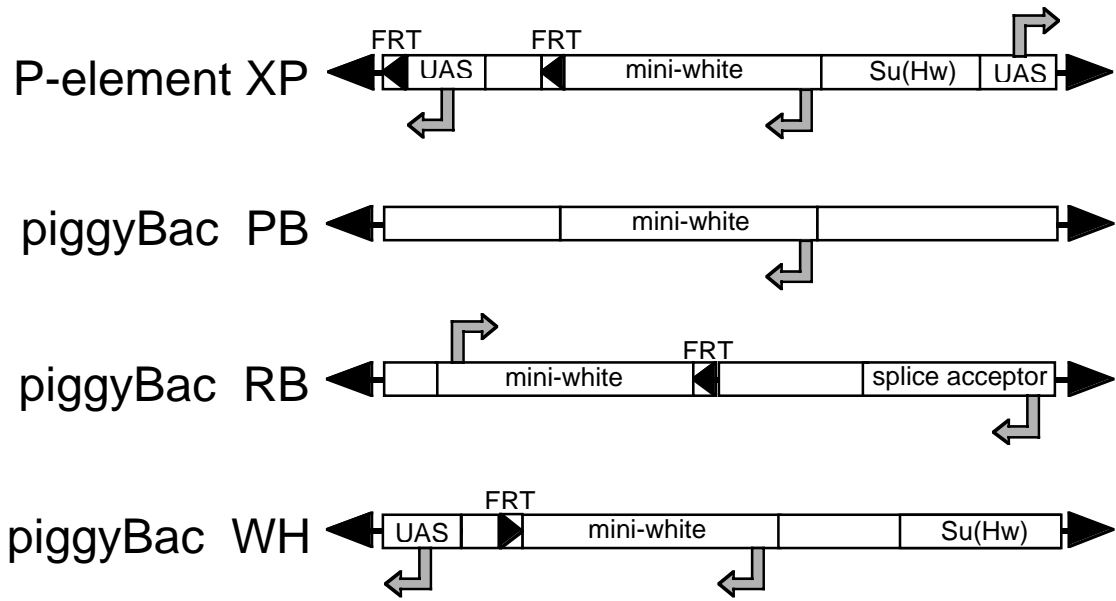 FRT FRT
P-element XP UAS mini-white Su(Hw) UAS
piggyBac PB mini-white
FRT
piggyBac RB mini-white splice acceptor
FRT
piggyBac WH UAS mini-white Su(Hw)